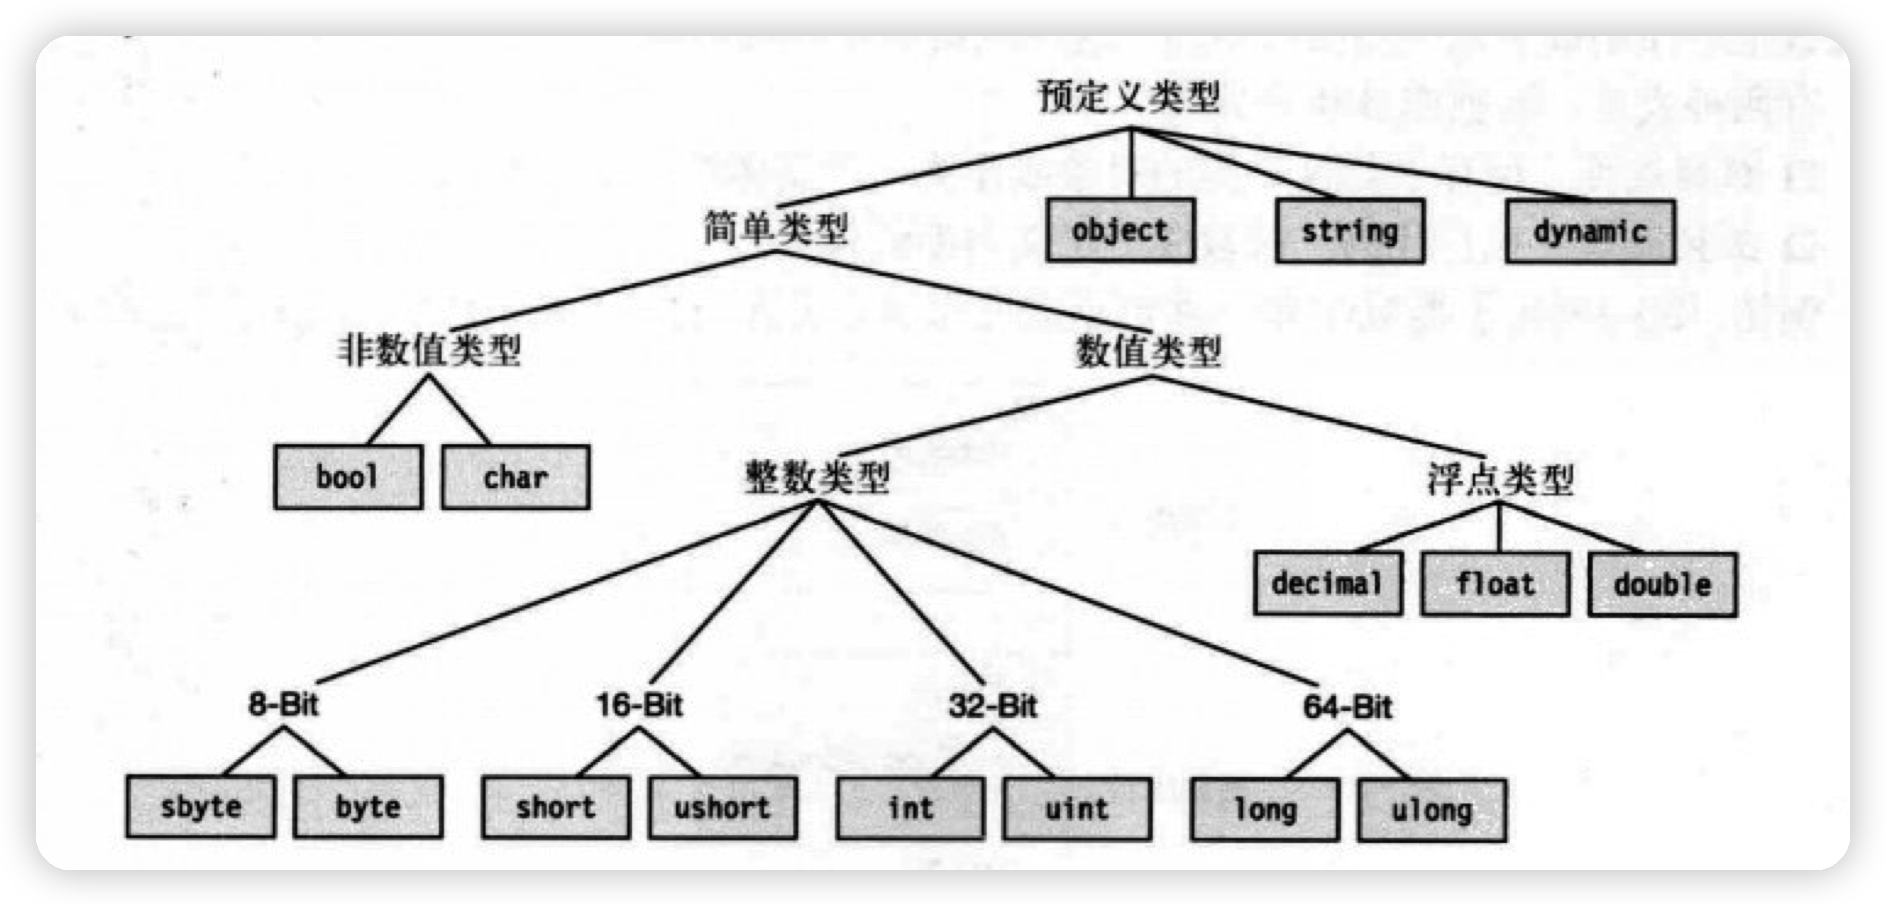 预定义类型
简单类型 object string dynamic
非数值类型 数值类型
bool char 整数类型 浮点类型
decimal float double
8-Bit 16-Bit 32-Bit 64-Bit
sbyte byte short ushort int uint long ulong